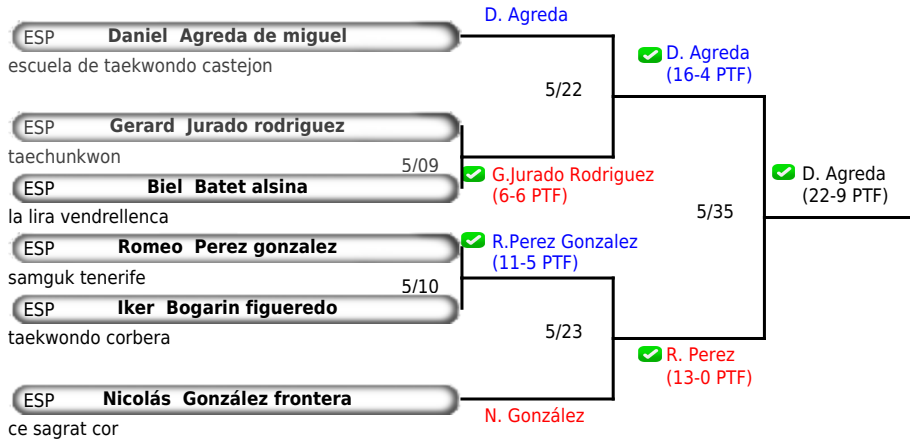 D. Agreda
ESP Daniel Agreda de miguel
escuela de taekwondo castejon
D. Agreda
(16-4 PTF)
5/22
ESP Gerard Jurado rodriguez
taechunkwon
5/09
G.Jurado Rodriguez
(6-6 PTF)
ESP Biel Batet alsina
la lira vendrellenca
D. Agreda
(22-9 PTF)
5/35
ESP Romeo Perez gonzalez
samguk tenerife
R.Perez Gonzalez
(11-5 PTF)
5/10
ESP Iker Bogarin figueredo
taekwondo corbera
5/23
R. Perez
(13-0 PTF)
ESP Nicolás González frontera
ce sagrat cor
N. González